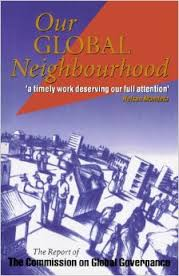 Our
GLOBAL
Neighbourhood
'a timely work deserving our full attention'
Nelson Mandela
The Report of
The Commission on Global Governance